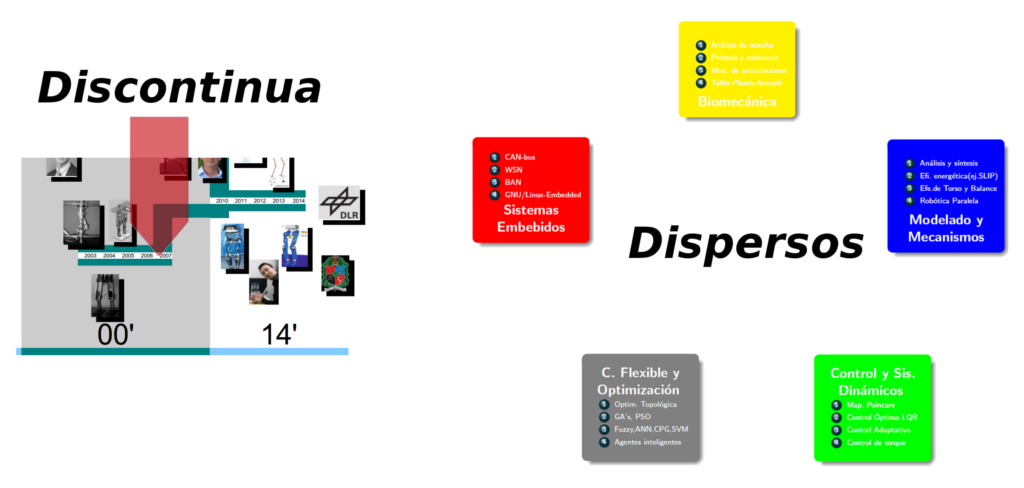 Discontinua
2010 2011 2012 2013 2014
DLR
2003 2004 2005 2006 2007
00' 14'
1 Análisis de marcha
2 Prótesis y asistencia
3 Mod. de articulaciones
4 Talón-Planta-Antepié
Biomecánica
1 CAN-bus
2 WSN
3 BAN
4 GNU/Linux-Embedded
Sistemas
Embebidos
Dispersos
1 Análisis y síntesis
2 Efi. energética(ej.SLIP)
3 Efe.de Torso y Balance
4 Robótica Paralela
Modelado y
Mecanismos
C. Flexible y
Optimización
1 Optim. Topológica
2 GA's, PSO
3 Fuzzy,ANN,CPG,SVM
4 Agentes inteligentes
Control y Sis.
Dinámicos
1 Map. Poincare
2 Control Óptimo LQR
3 Contorl Adaptativo
4 Control de torque